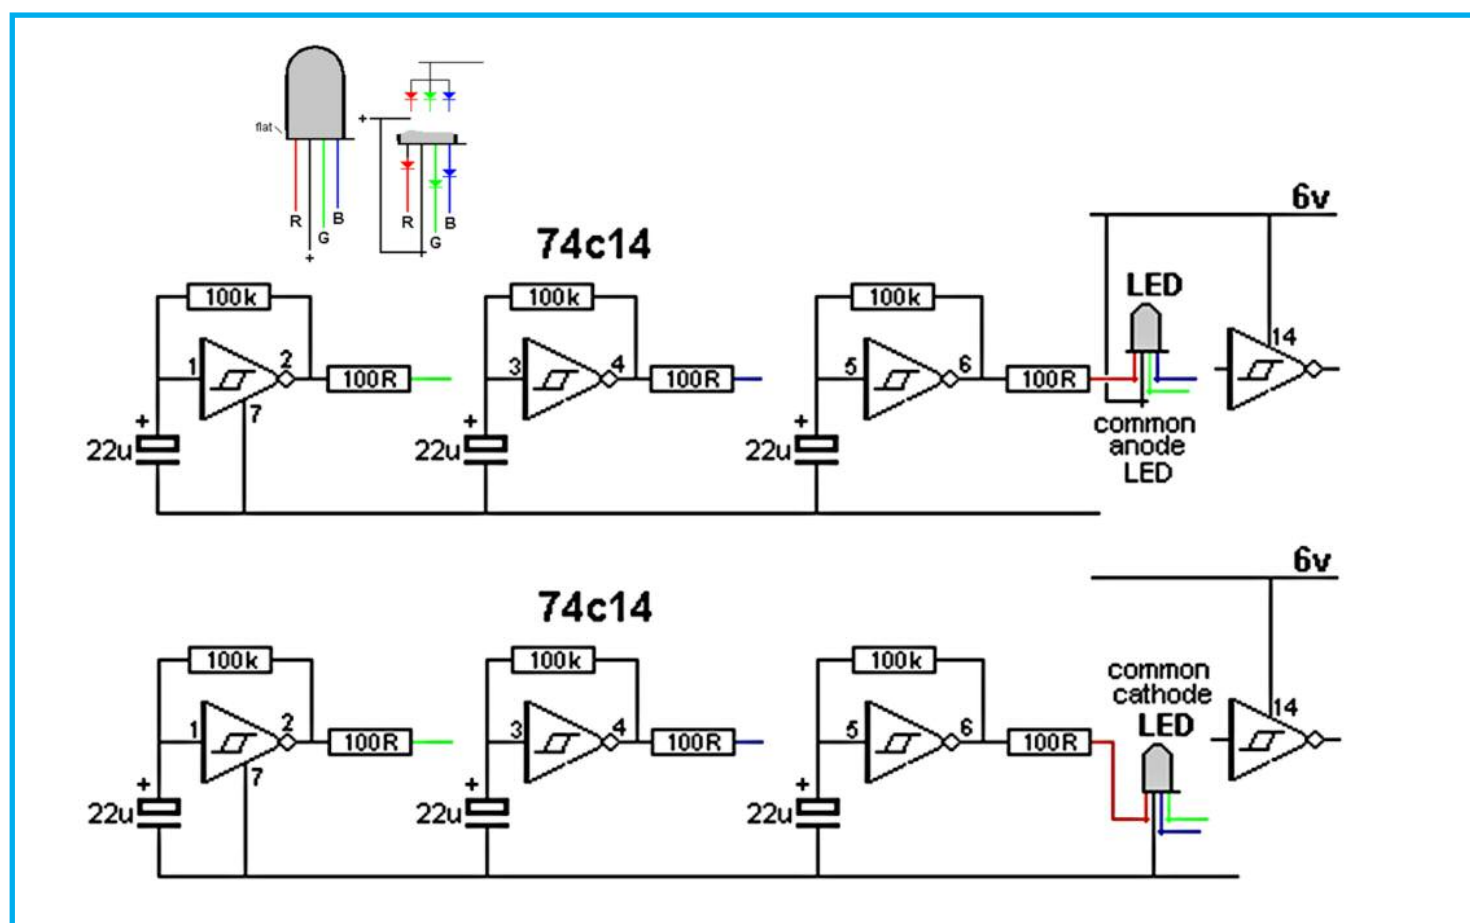 flat
R
G
B
+
+
R
G
B
+
74c14
6v
100k
100k
100k
LED
1
2
3
4
5
6
14
100R
100R
100R
7
+
22u
+
22u
+
22u
common
anode
LED
6v
74c14
100k
100k
100k
common
cathode
LED
1
2
3
4
5
6
14
100R
100R
100R
7
+
22u
+
22u
+
22u